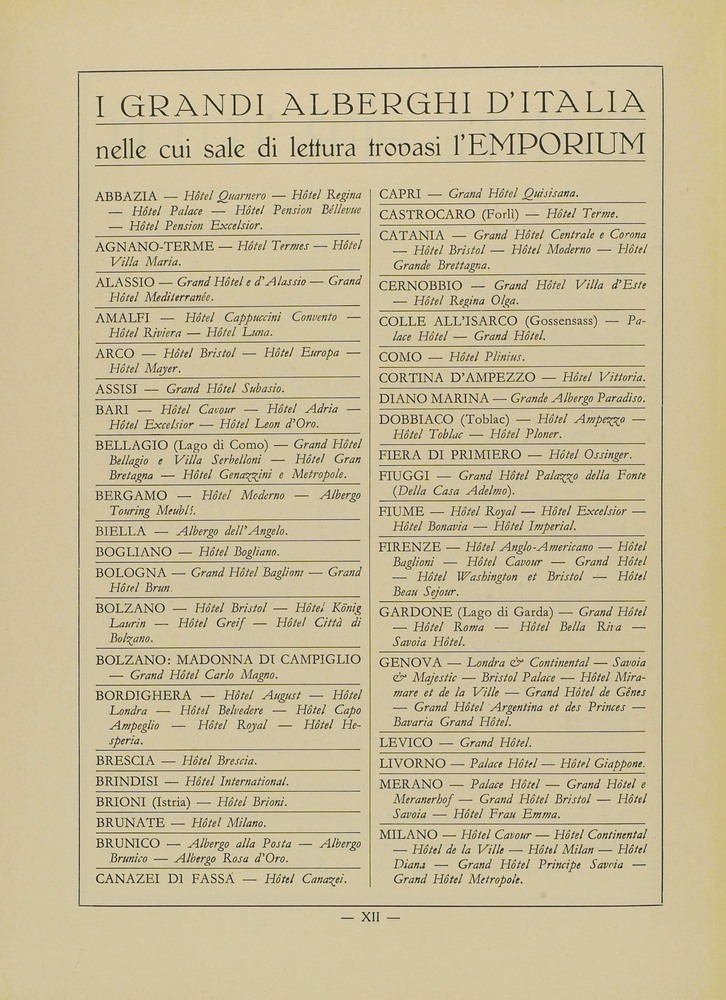 I GRANDI ALBERGHI D'ITALIA
nelle cui sale di lettura trovasi l'EMPORIUM
ABBAZIA — Hôtel Quarnero — Hôtel Regina
— Hôtel Palace — Hôtel Pension Béllevue
— Hôtel Pension Excelsior.
AGNANO-TERME — Hôtel Termes — Hôtel
Villa Maria.
ALASSIO — Grand Hôtel e d'Alassio — Grand
Hôtel Mediterranée.
AMALFI — Hôtel Cappuccini Convento —
Hôtel Riviera — Hôtel Luna.
ARCO — Hôtel Bristol — Hôtel Europa —
Hôtel Mayer.
ASSISI — Grand Hôtel Subasio.
BARI — Hôtel Cavour — Hôtel Adria —
Hôtel Excelsior — Hôtel Leon d'Oro.
BELLAGIO (Lago di Como) — Grand Hôtel
Bellagio e Villa Serbelloni — Hôtel Gran
Bretagna — Hôtel Genazzini e Metropole.
BERGAMO — Hôtel Moderno — Albergo
Touring Meublé.
BIELLA — Albergo dell'Angelo.
BOGLIANO — Hôtel Bogliano.
BOLOGNA — Grand Hôtel Baglioni — Grand
Hôtel Brun.
BOLZANO — Hôtel Bristol — Hôtel König
Laurin — Hôtel Greif — Hôtel Città di
Bolzano.
BOLZANO: MADONNA DI CAMPIGLIO
— Grand Hôtel Carlo Magno.
BORDIGHERA — Hôtel August — Hôtel
Londra — Hôtel Belvedere — Hôtel Capo
Ampeglio — Hôtel Royal — Hôtel He-
speria.
BRESCIA — Hôtel Brescia.
BRINDISI — Hôtel International.
BRIONI (Istria) — Hôtel Brioni.
BRUNATE — Hôtel Milano.
BRUNICO — Albergo alla Posta — Albergo
Brunico — Albergo Rosa d'Oro.
CANAZEI DI FASSA — Hôtel Canazei.
CAPRI — Grand Hôtel Quisisana.
CASTROCARO (Forlì) — Hôtel Terme.
CATANIA — Grand Hôtel Centrale e Corona
— Hôtel Bristol — Hôtel Moderno — Hôtel
Grande Brettagna.
CERNOBBIO — Grand Hôtel Villa d'Este
— Hôtel Regina Olga.
COLLE ALL'ISARCO (Gossensass) — Pa-
lace Hôtel — Grand Hôtel.
COMO — Hôtel Plinius.
CORTINA D'AMPEZZO — Hôtel Vittoria.
DIANO MARINA — Grande Albergo Paradiso.
DOBBIACO (Toblac) — Hôtel Ampezzo —
Hôtel Toblac — Hôtel Ploner.
FIERA DI PRIMIERO — Hôtel Ossinger.
FIUGGI — Grand Hôtel Palazzo della Fonte
(Della Casa Adelmo).
FIUME — Hôtel Royal — Hôtel Excelsior —
Hôtel Bonavia — Hôtel Imperial.
FIRENZE — Hôtel Anglo-Americano — Hôtel
Baglioni — Hôtel Cavour — Grand Hôtel
— Hôtel Washington et Bristol — Hôtel
Beau Sejour.
GARDONE (Lago di Garda) — Grand Hôtel
— Hôtel Roma — Hôtel Bella Riva —
Savoia Hôtel.
GENOVA — Londra & Continental — Savoia
& Majestic — Bristol Palace — Hôtel Mira-
mare et de la Ville — Grand Hôtel de Gênes
— Grand Hôtel Argentina et des Princes —
Bavaria Grand Hôtel.
LEVICO — Grand Hôtel.
LIVORNO — Palace Hôtel — Hôtel Giappone.
MERANO — Palace Hôtel — Grand Hôtel e
Meranerhof — Grand Hôtel Bristol — Hôtel
Savoia — Hôtel Frau Emma.
MILANO — Hôtel Cavour — Hôtel Continental
— Hôtel de la Ville — Hôtel Milan — Hôtel
Diana — Grand Hôtel Principe Savoia —
Grand Hôtel Metropole.
— XII —